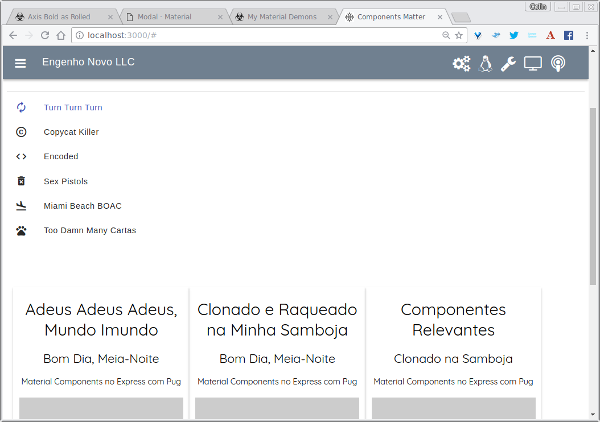 Axis Bold as Rolled
Modal - Material
My Material Demons
Components Matter
localhost:3000/#
Engenho Novo LLC
Turn Turn Turn
Copycat Killer
Encoded
Sex Pistols
Miami Beach BOAC
Too Damn Many Cartas
Adeus Adeus Adeus,
Mundo Imundo
Bom Dia, Meia-Noite
Material Components no Express com Pug
Clonado e Raqueado
na Minha Samboja
Bom Dia, Meia-Noite
Material Components no Express com Pug
Componentes
Relevantes
Clonado na Samboja
Material Components no Express com Pug